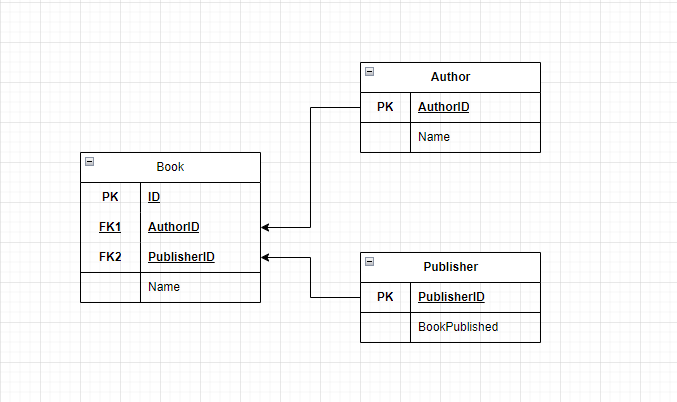 Author
PK AuthorID
Name
Book
PK ID
FK1 AuthorID
FK2 PublisherID
Name
Publisher
PK PublisherID
BookPublished